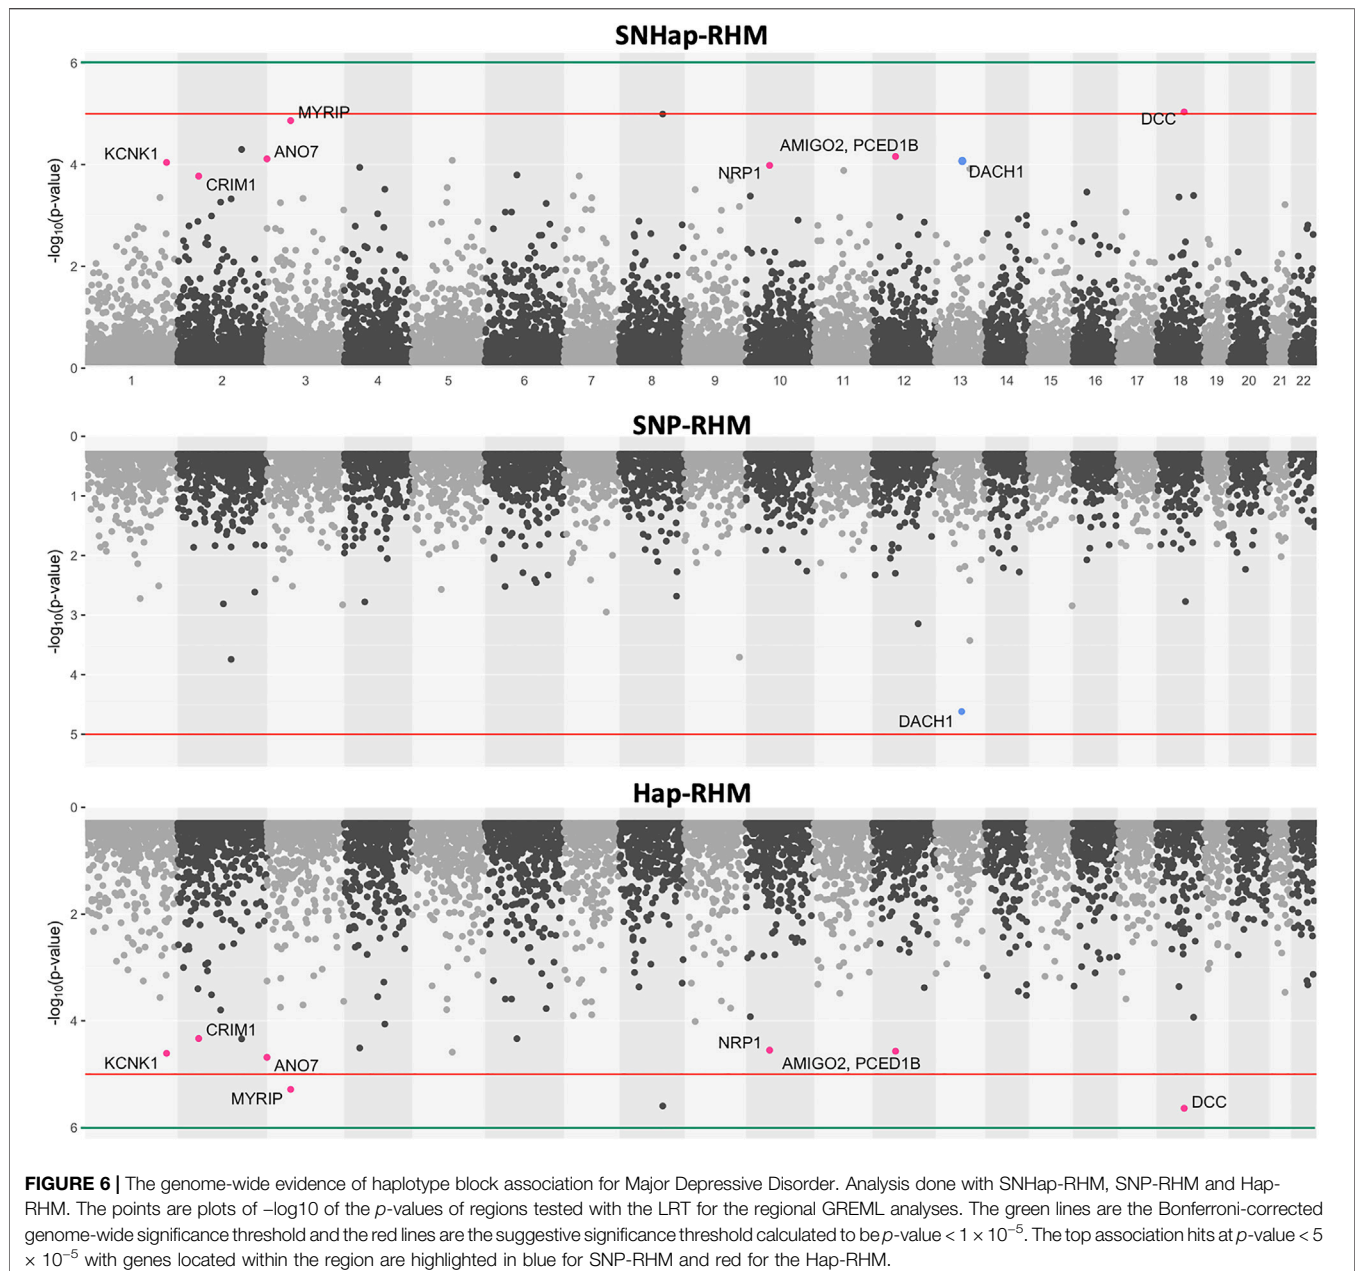 SNHap-RHM
6
4
2
0
-log10(p-value)
MYRIP
DCC
KCNK1
ANO7
AMIGO2, PCED1B
CRIM1
NRP1
DACH1
1 2 3 4 5 6 7 8 9 10 11 12 13 14 15 16 17 18 19 20 21 22
SNP-RHM
0
1
2
3
4
5
-log10(p-value)
DACH1
Hap-RHM
0
2
4
6
-log10(p-value)
CRIM1
KCNK1
ANO7
NRP1
AMIGO2, PCED1B
MYRIP
DCC
FIGURE 6 | The genome-wide evidence of haplotype block association for Major Depressive Disorder. Analysis done with SNHap-RHM, SNP-RHM and Hap-
RHM. The points are plots of −log10 of the p-values of regions tested with the LRT for the regional GREML analyses. The green lines are the Bonferroni-corrected
genome-wide significance threshold and the red lines are the suggestive significance threshold calculated to be p-value < 1 × 10−5. The top association hits at p-value < 5
× 10−5 with genes located within the region are highlighted in blue for SNP-RHM and red for the Hap-RHM.